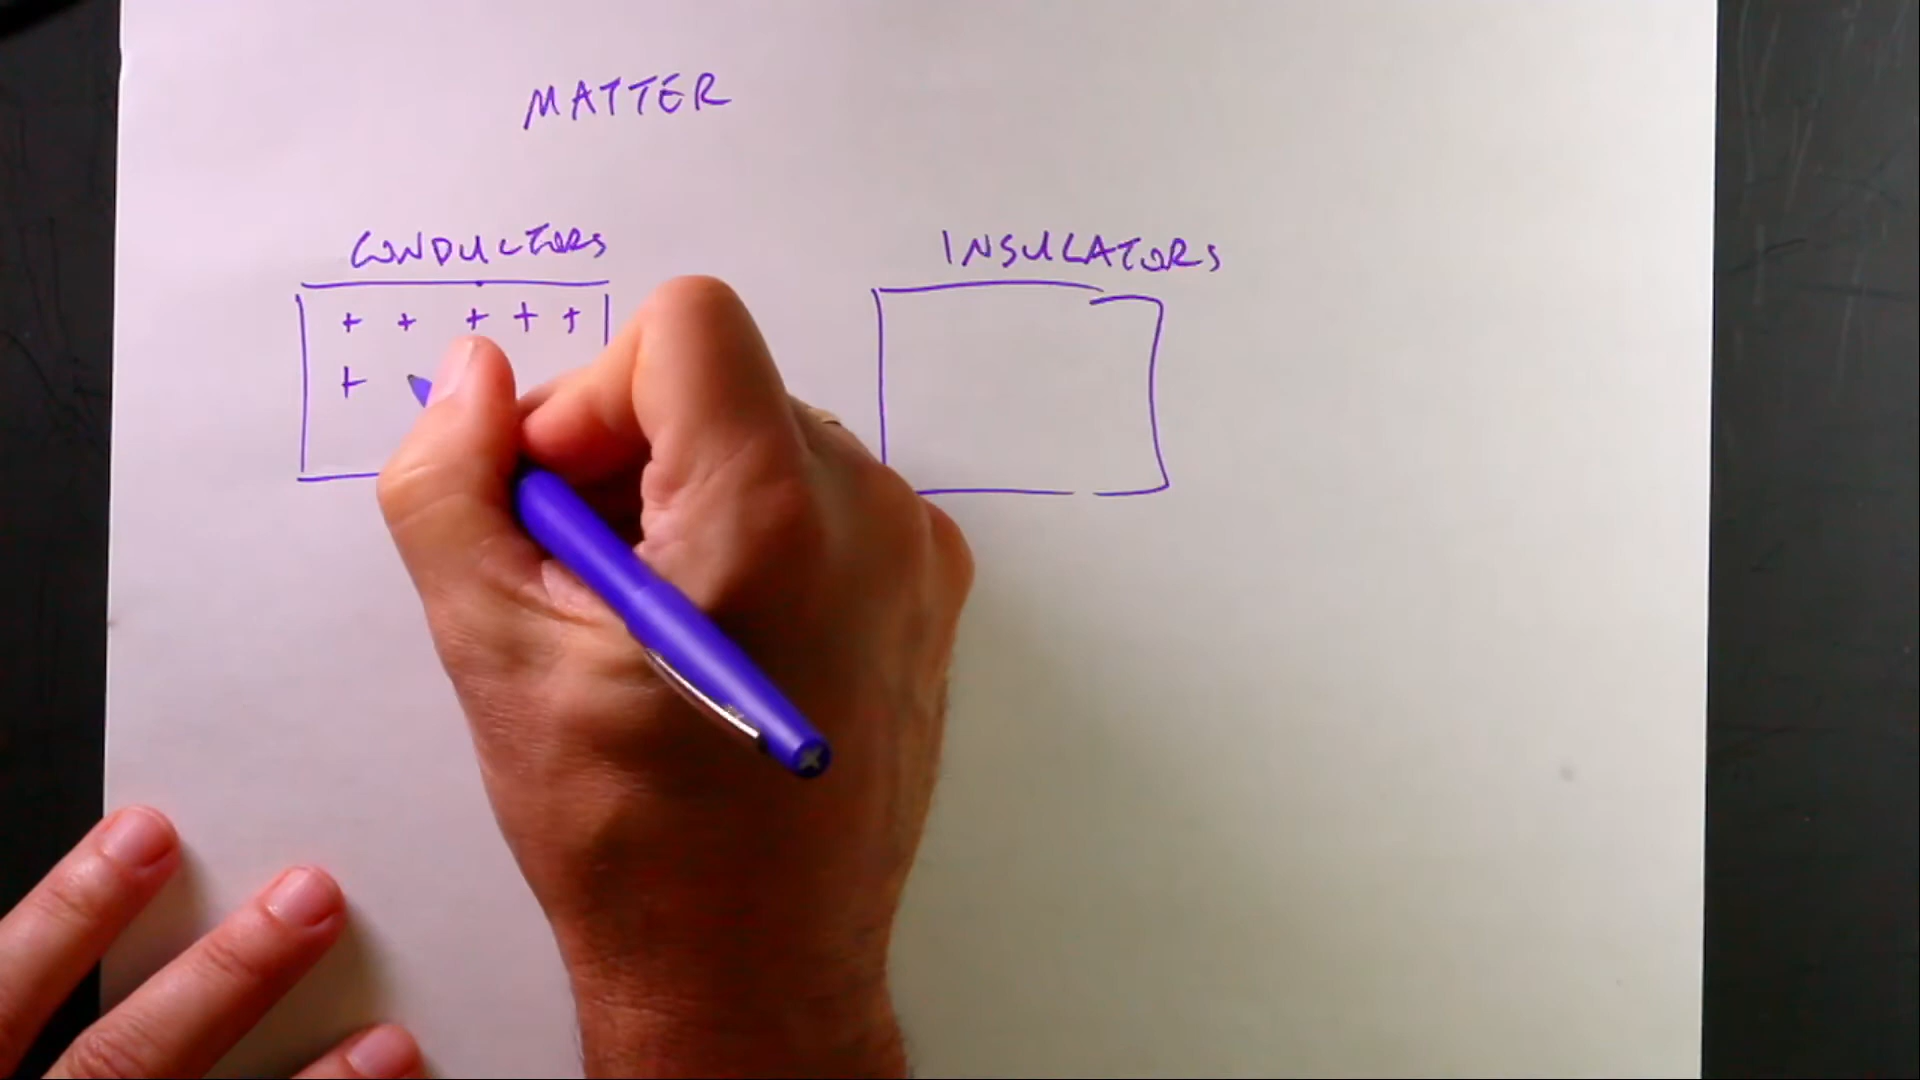 MATTER
CONDUCTORS
INSULATORS
+ + + + +
+